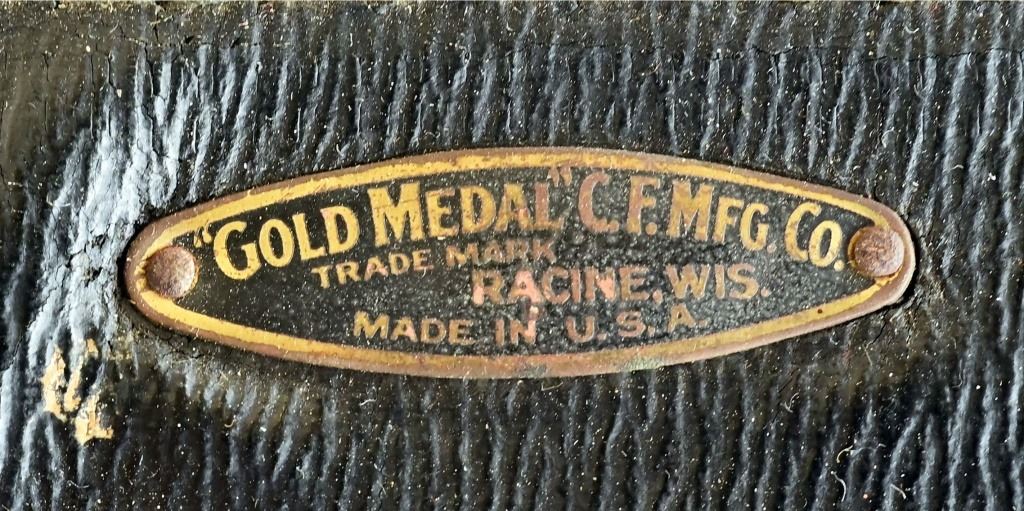 "GOLD MEDAL" C.F. MFG. CO.
TRADE MARK
RACINE, WIS.
MADE IN U.S.A.